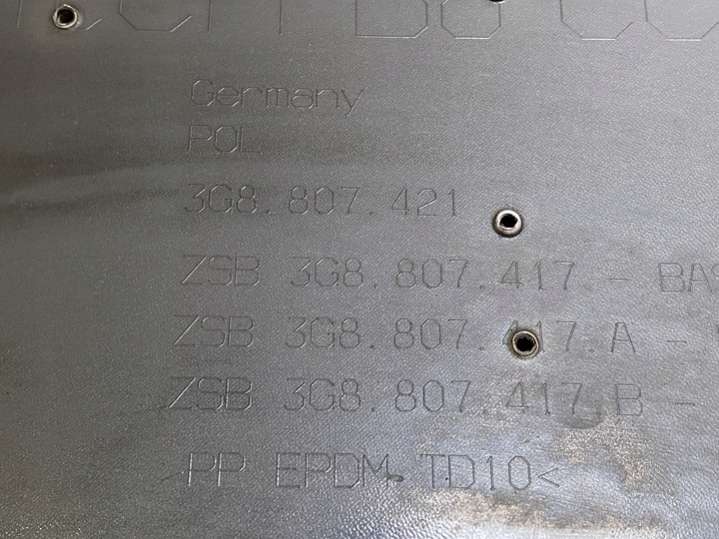 Germany
POL
3G8.807.421
ZSB 3G8.807.417.- BAS
ZSB 3G8.807.417.A -
ZSB 3G8.807.417.B -
>PP EPDM TD10<